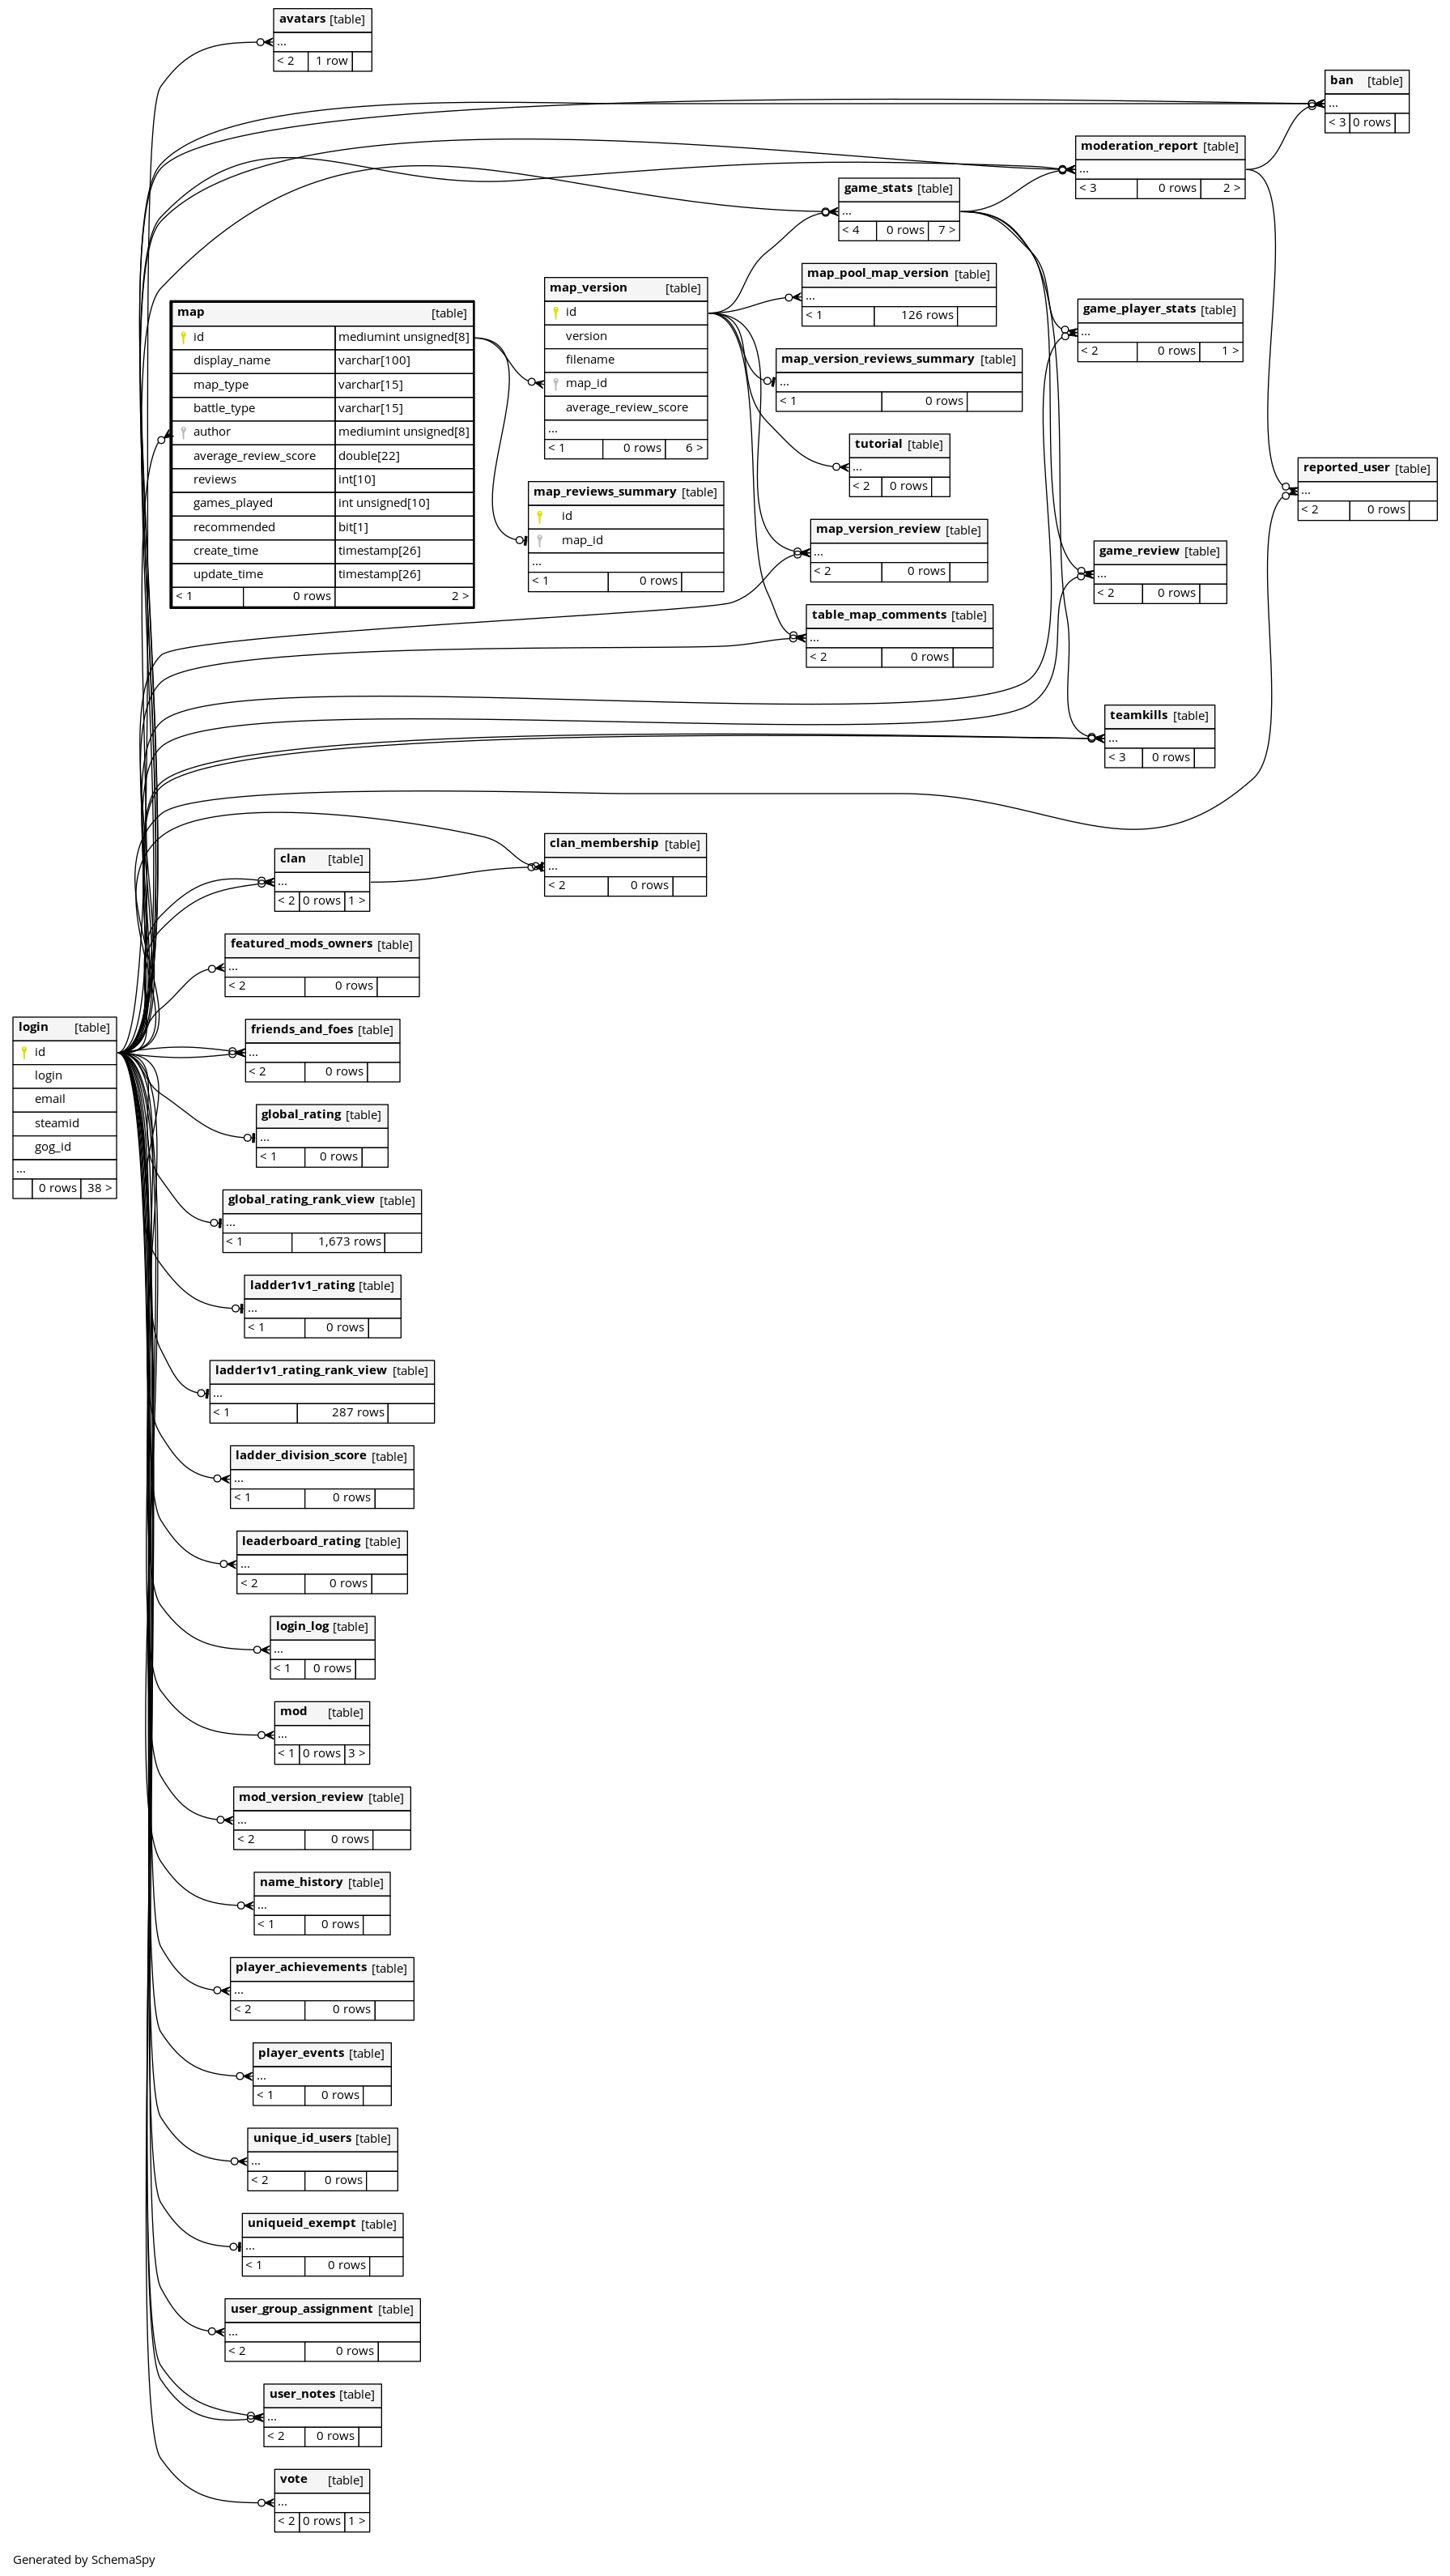 avatars [table]
...
< 2 1 row
ban [table]
...
< 3 0 rows
moderation_report [table]
...
< 3 0 rows 2 >
game_stats [table]
...
< 4 0 rows 7 >
map_pool_map_version [table]
...
< 1 126 rows
game_player_stats [table]
...
< 2 0 rows 1 >
map [table]
id mediumint unsigned[8]
display_name varchar[100]
map_type varchar[15]
battle_type varchar[15]
author mediumint unsigned[8]
average_review_score double[22]
reviews int[10]
games_played int unsigned[10]
recommended bit[1]
create_time timestamp[26]
update_time timestamp[26]
< 1 0 rows 2 >
map_version [table]
id
version
filename
map_id
average_review_score
...
< 1 0 rows 6 >
map_version_reviews_summary [table]
...
< 1 0 rows
tutorial [table]
...
< 2 0 rows
reported_user [table]
...
< 2 0 rows
map_reviews_summary [table]
id
map_id
...
< 1 0 rows
map_version_review [table]
...
< 2 0 rows
game_review [table]
...
< 2 0 rows
table_map_comments [table]
...
< 2 0 rows
teamkills [table]
...
< 3 0 rows
clan [table]
...
< 2 0 rows 1 >
clan_membership [table]
...
< 2 0 rows
featured_mods_owners [table]
...
< 2 0 rows
login [table]
id
login
email
steamid
gog_id
...
0 rows 38 >
friends_and_foes [table]
...
< 2 0 rows
global_rating [table]
...
< 1 0 rows
global_rating_rank_view [table]
...
< 1 1,673 rows
ladder1v1_rating [table]
...
< 1 0 rows
ladder1v1_rating_rank_view [table]
...
< 1 287 rows
ladder_division_score [table]
...
< 1 0 rows
leaderboard_rating [table]
...
< 2 0 rows
login_log [table]
...
< 1 0 rows
mod [table]
...
< 1 0 rows 3 >
mod_version_review [table]
...
< 2 0 rows
name_history [table]
...
< 1 0 rows
player_achievements [table]
...
< 2 0 rows
player_events [table]
...
< 1 0 rows
unique_id_users [table]
...
< 2 0 rows
uniqueid_exempt [table]
...
< 1 0 rows
user_group_assignment [table]
...
< 2 0 rows
user_notes [table]
...
< 2 0 rows
vote [table]
...
< 2 0 rows 1 >
Generated by SchemaSpy